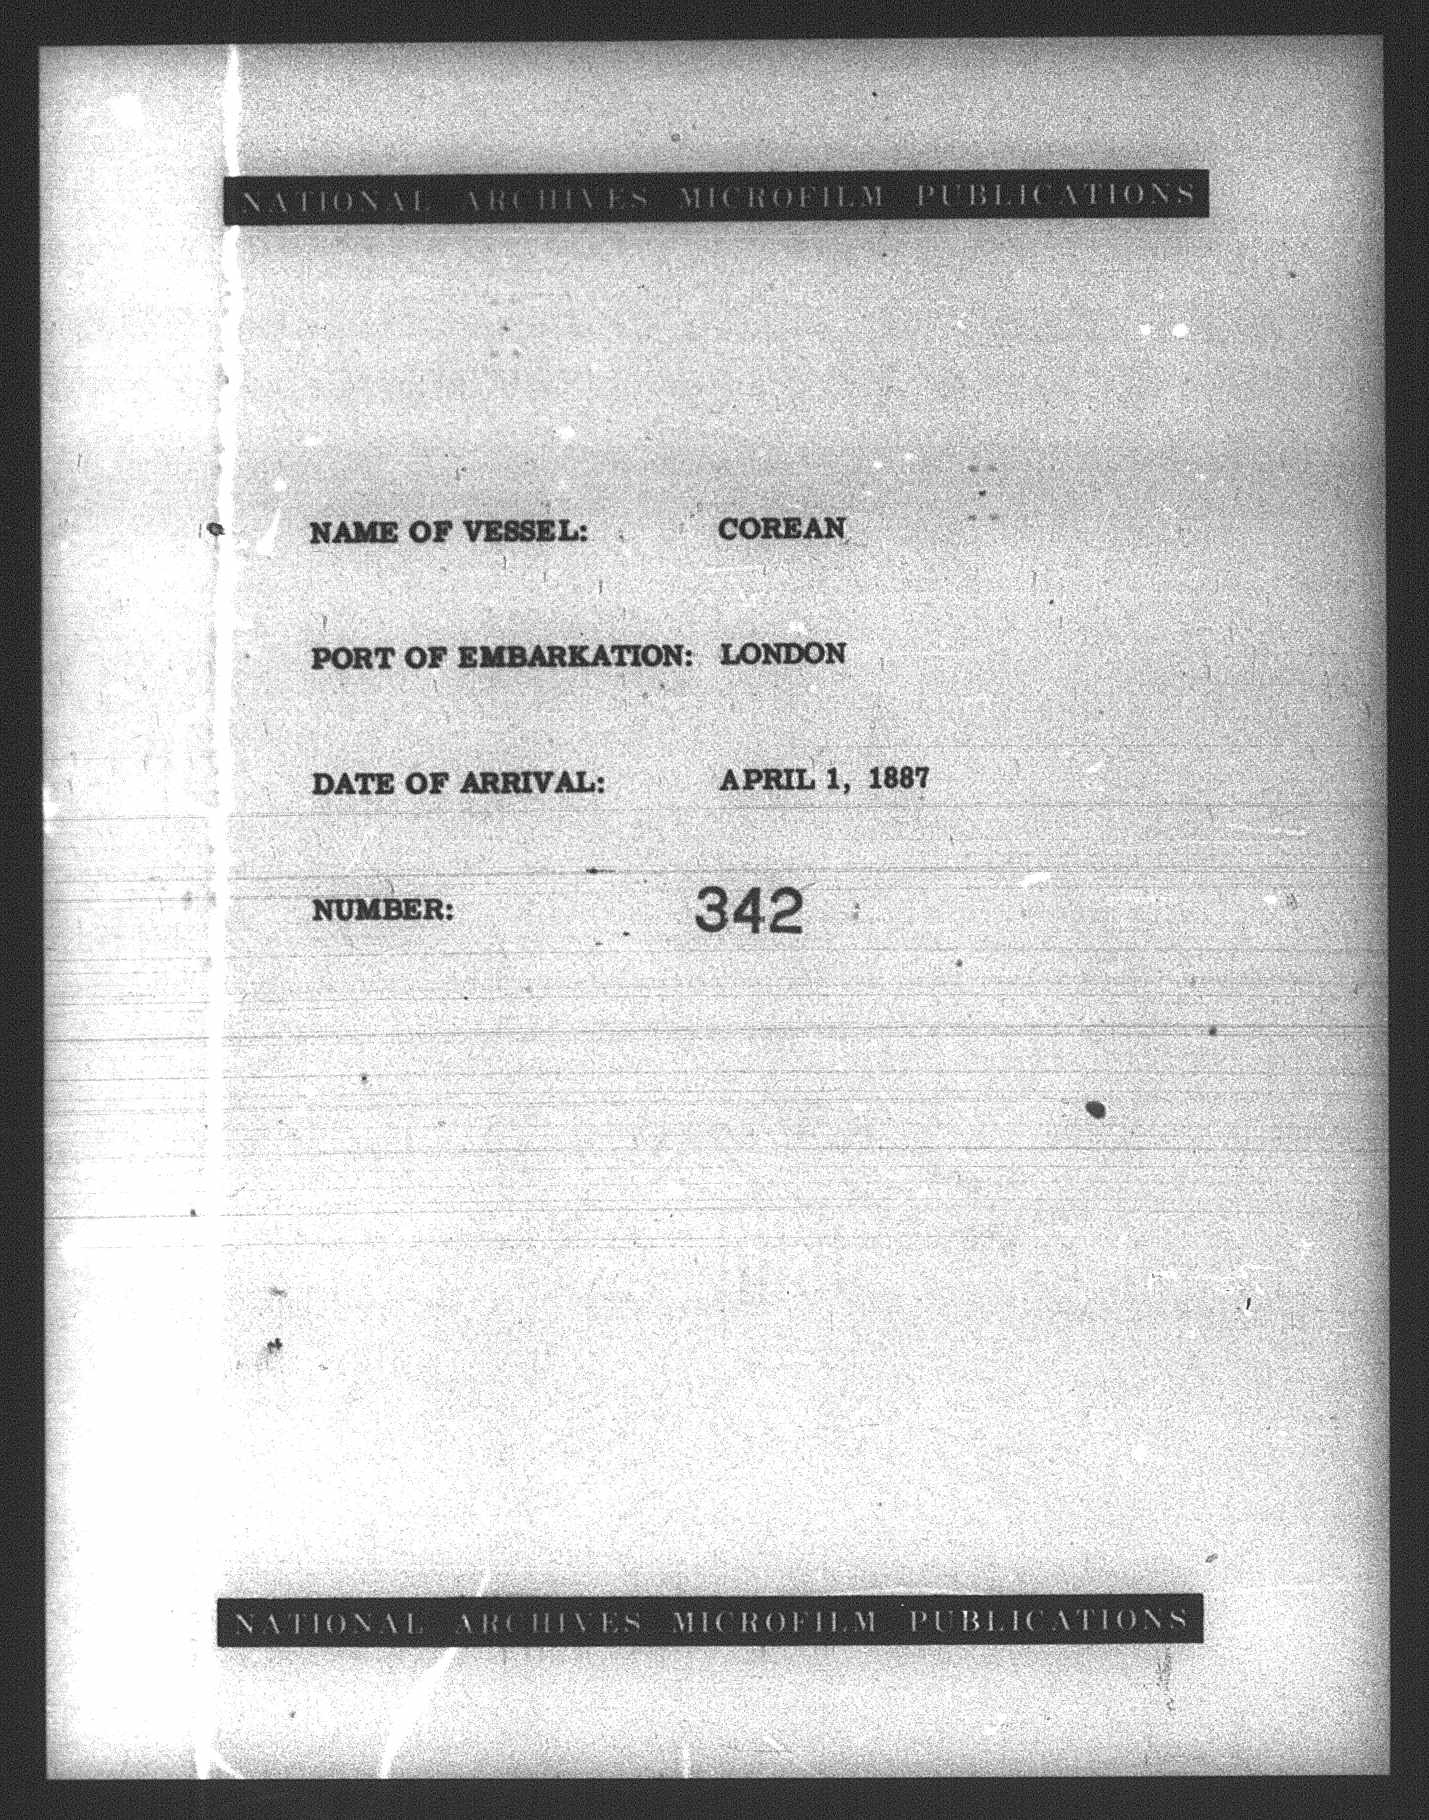 NATIONAL ARCHIVES MICROFILM PUBLICATIONS
NAME OF VESSEL: COREAN
PORT OF EMBARKATION: LONDON
DATE OF ARRIVAL: APRIL 1, 1887
NUMBER: 342
NATIONAL ARCHIVES MICROFILM PUBLICATIONS